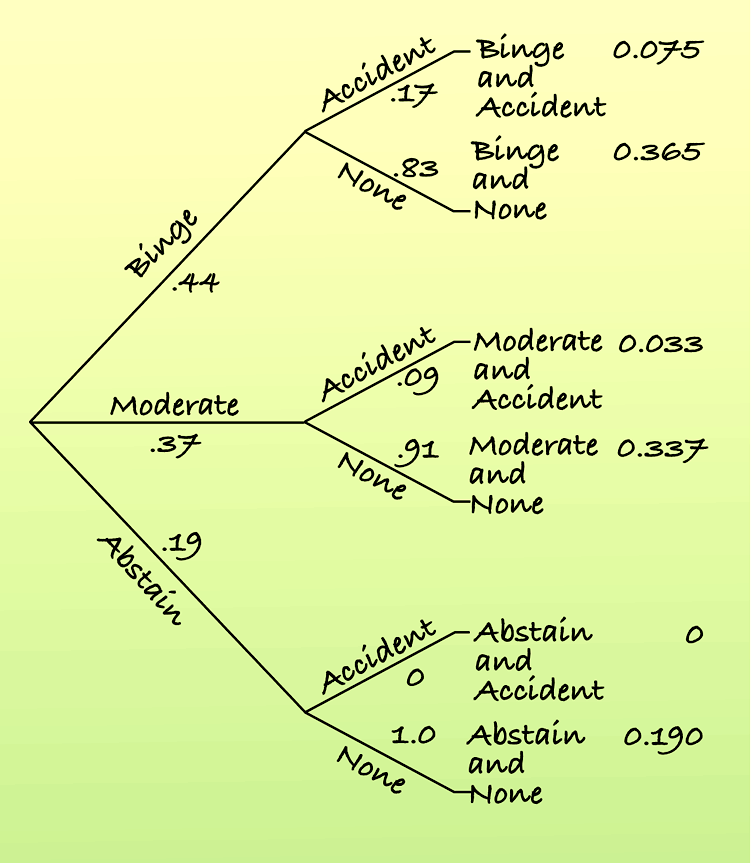 Accident
.17
Binge 0.075
and
Accident
None
.83
Binge 0.365
and
None
Binge
.44
Accident
.09
Moderate 0.033
and
Accident
Moderate
.37
None
.91
Moderate 0.337
and
None
Abstain
.19
Accident
0
Abstain 0
and
Accident
None
1.0
Abstain 0.190
and
None